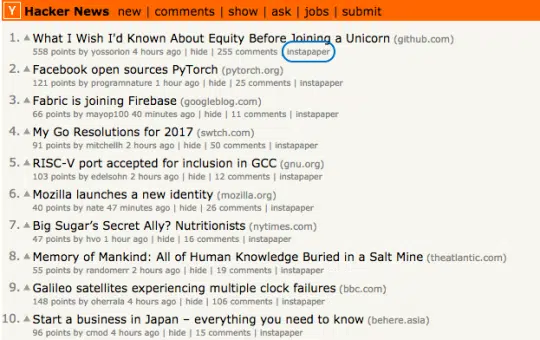 Y Hacker News new | comments | show | ask | jobs | submit
1. What I Wish I'd Known About Equity Before Joining a Unicorn (github.com)
558 points by yossorion 4 hours ago | hide | 255 comments instapaper
2. Facebook open sources PyTorch (pytorch.org)
121 points by programnature 1 hour ago | hide | 25 comments | instapaper
3. Fabric is joining Firebase (googleblog.com)
66 points by mayop100 40 minutes ago | hide | 11 comments | instapaper
4. My Go Resolutions for 2017 (swtch.com)
91 points by mitchellh 2 hours ago | hide | 50 comments | instapaper
5. RISC-V port accepted for inclusion in GCC (gnu.org)
103 points by edelsohn 2 hours ago | hide | 12 comments | instapaper
6. Mozilla launches a new identity (mozilla.org)
40 points by nate 47 minutes ago | hide | 26 comments | instapaper
7. Big Sugar's Secret Ally? Nutritionists (nytimes.com)
47 points by hvo 1 hour ago | hide | 16 comments | instapaper
8. Memory of Mankind: All of Human Knowledge Buried in a Salt Mine (theatlantic.com)
55 points by randomerr 2 hours ago | hide | 19 comments | instapaper
9. Galileo satellites experiencing multiple clock failures (bbc.com)
148 points by oherrala 4 hours ago | hide | 106 comments | instapaper
10. Start a business in Japan – everything you need to know (behere.asia)
96 points by cmod 4 hours ago | hide | 15 comments | instapaper